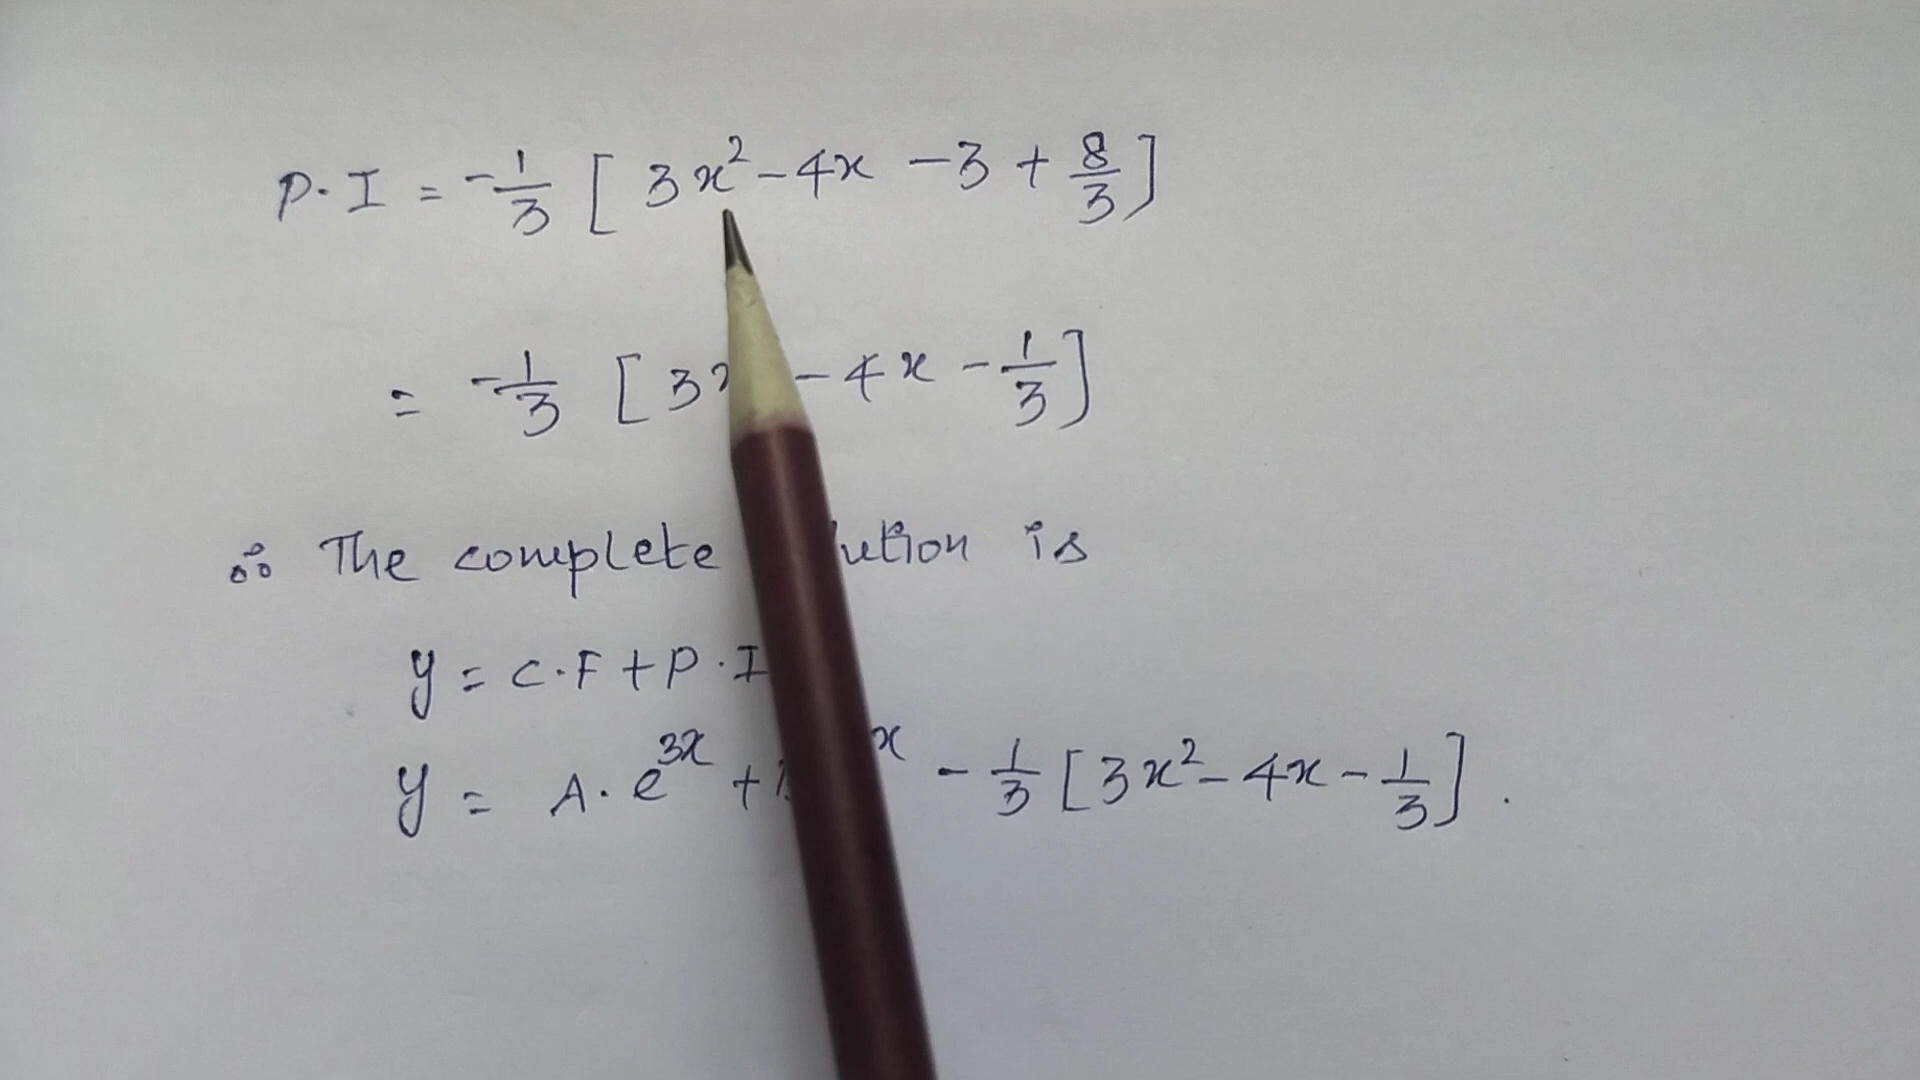 P.I = -1/3 [ 3x² - 4x - 3 + 8/3 ]
= -1/3 [ 3 - 4x - 1/3 ]
∴ The complete is
y = C.F + P.I
y = A.e^3x + x - 1/3 [ 3x² - 4x - 1/3 ] .